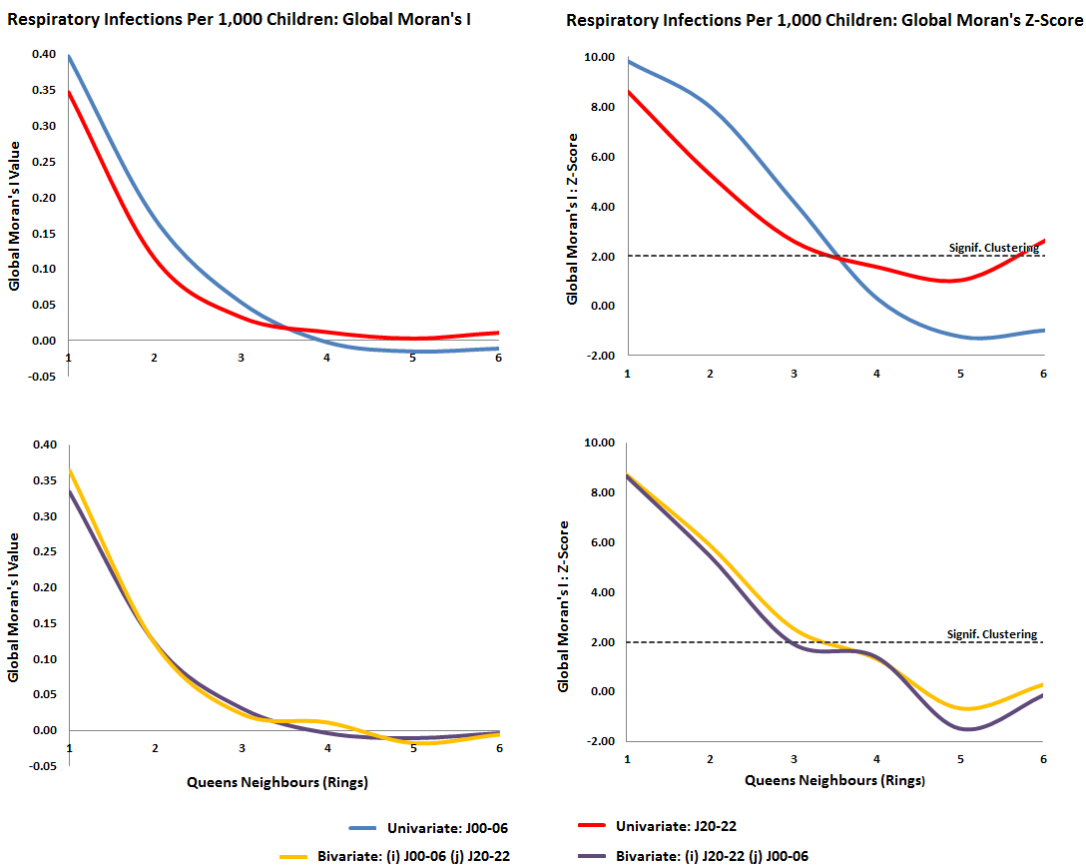 Respiratory Infections Per 1,000 Children: Global Moran's I
Global Moran's I Value
0.40
0.35
0.30
0.25
0.20
0.15
0.10
0.05
0.00
-0.05
1 2 3 4 5 6
Respiratory Infections Per 1,000 Children: Global Moran's Z-Score
Global Moran's I : Z-Score
10.00
8.00
6.00
4.00
2.00
0.00
-2.00
Signif. Clustering
1 2 3 4 5 6
Global Moran's I Value
0.40
0.35
0.30
0.25
0.20
0.15
0.10
0.05
0.00
-0.05
1 2 3 4 5 6
Queens Neighbours (Rings)
Global Moran's I : Z-Score
10.00
8.00
6.00
4.00
2.00
0.00
-2.00
Signif. Clustering
1 2 3 4 5 6
Queens Neighbours (Rings)
Univariate: J00-06
Univariate: J20-22
Bivariate: (i) J00-06 (j) J20-22
Bivariate: (i) J20-22 (j) J00-06